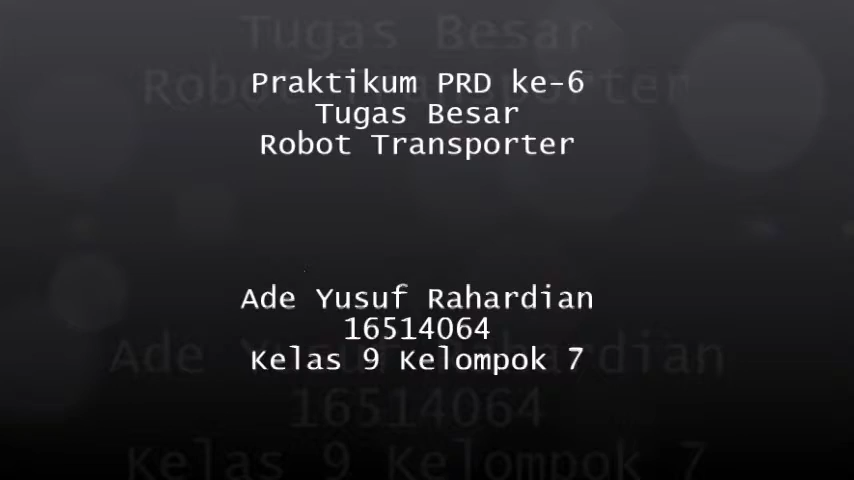 Praktikum PRD ke-6
Tugas Besar
Robot Transporter
Ade Yusuf Rahardian
16514064
Kelas 9 Kelompok 7